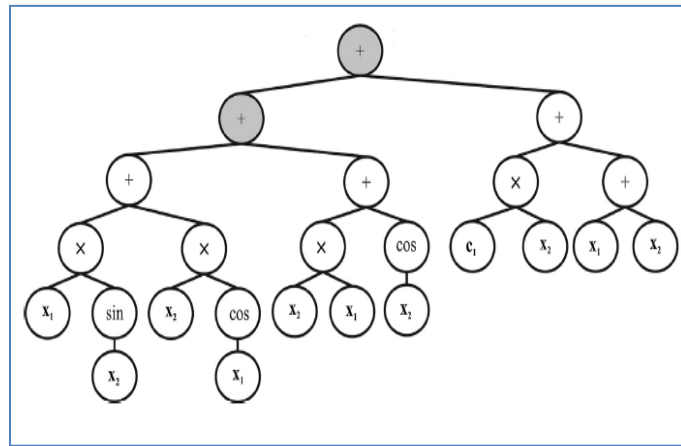 +
+ +
+ + × +
× × × cos c₁ x₂ x₁ x₂
x₁ sin x₂ cos x₂ x₁ x₂
x₂ x₁